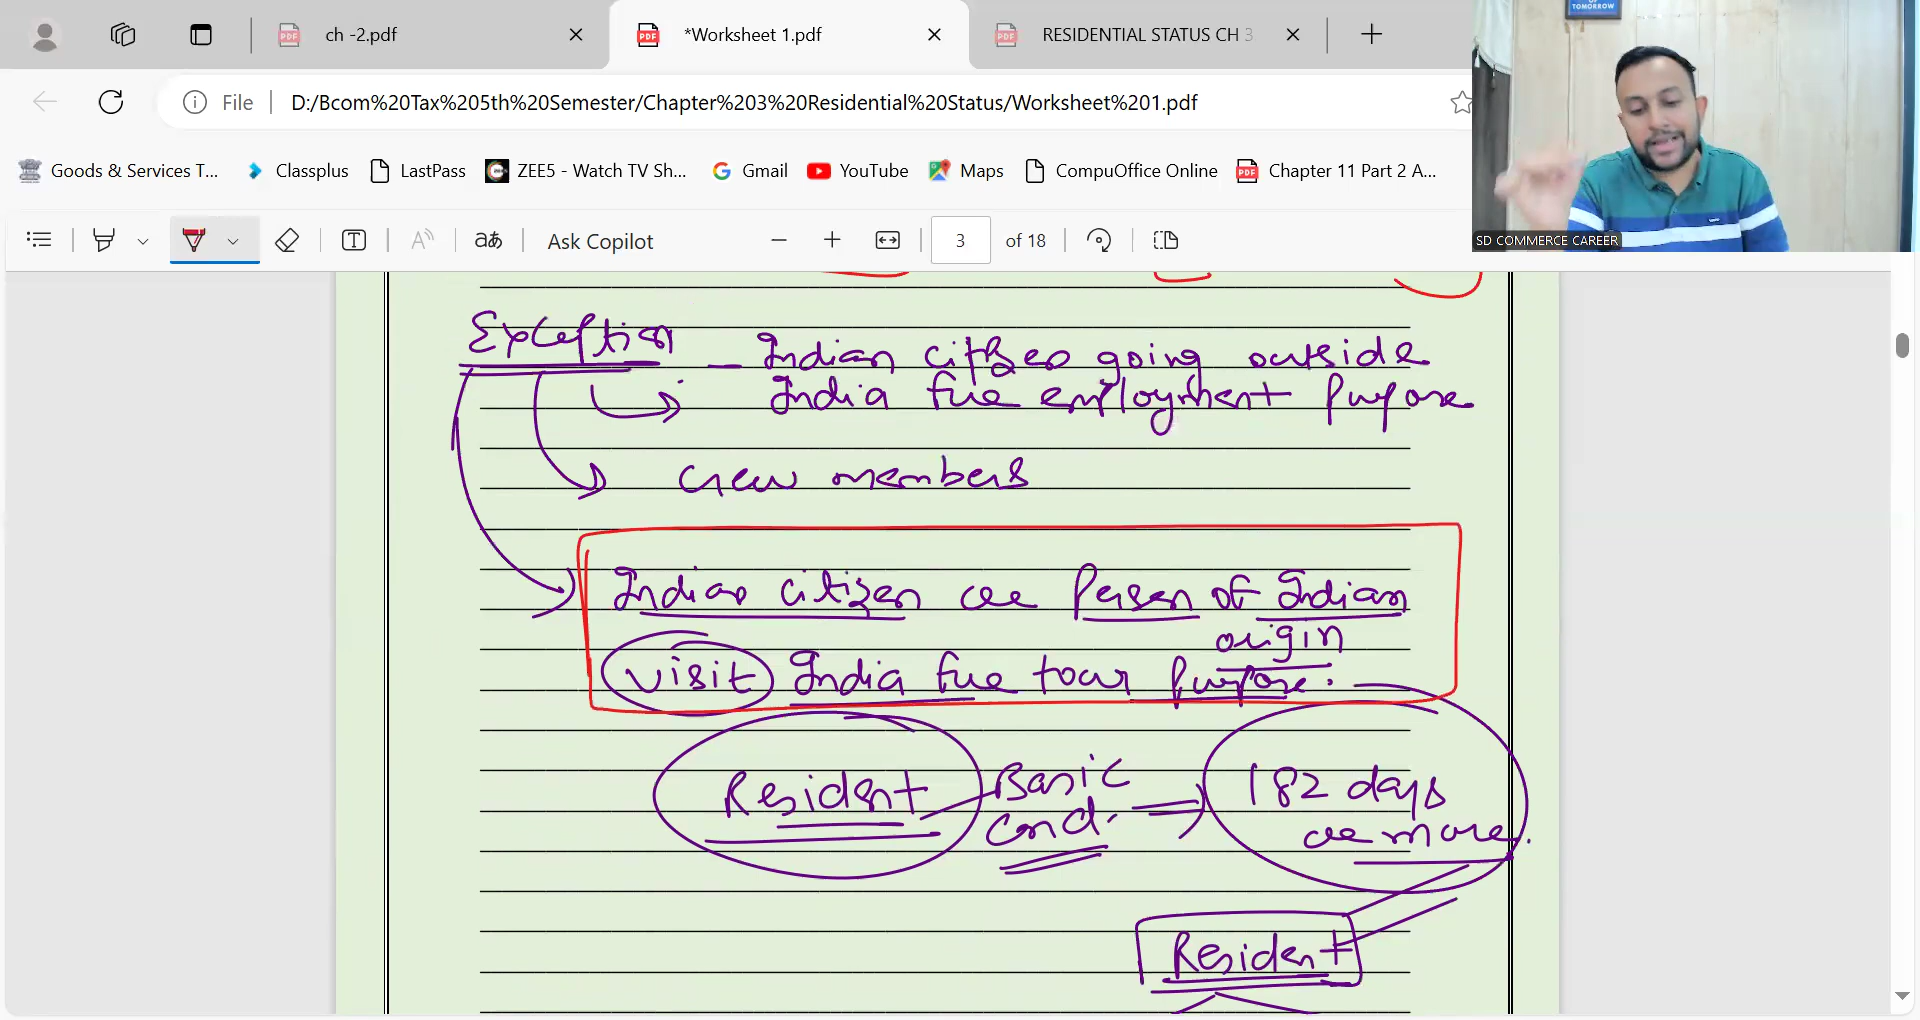 OF
TOMORROW
ch -2.pdf
*Worksheet 1.pdf
RESIDENTIAL STATUS CH 3
File
D:/Bcom%20Tax%205th%20Semester/Chapter%203%20Residential%20Status/Worksheet%201.pdf
Goods & Services T...
Classplus
LastPass
ZEE5 - Watch TV Sh...
Gmail
YouTube
Maps
CompuOffice Online
Chapter 11 Part 2 A...
Ask Copilot
3
of 18
SD COMMERCE CAREER
Exception - Indian citizen going outside
India for employment Purpose
Crew members
Indian citizen or Person of Indian
origin
visit India for tour purpose.
Resident
Basic
Cond.
182 days
or more.
Resident